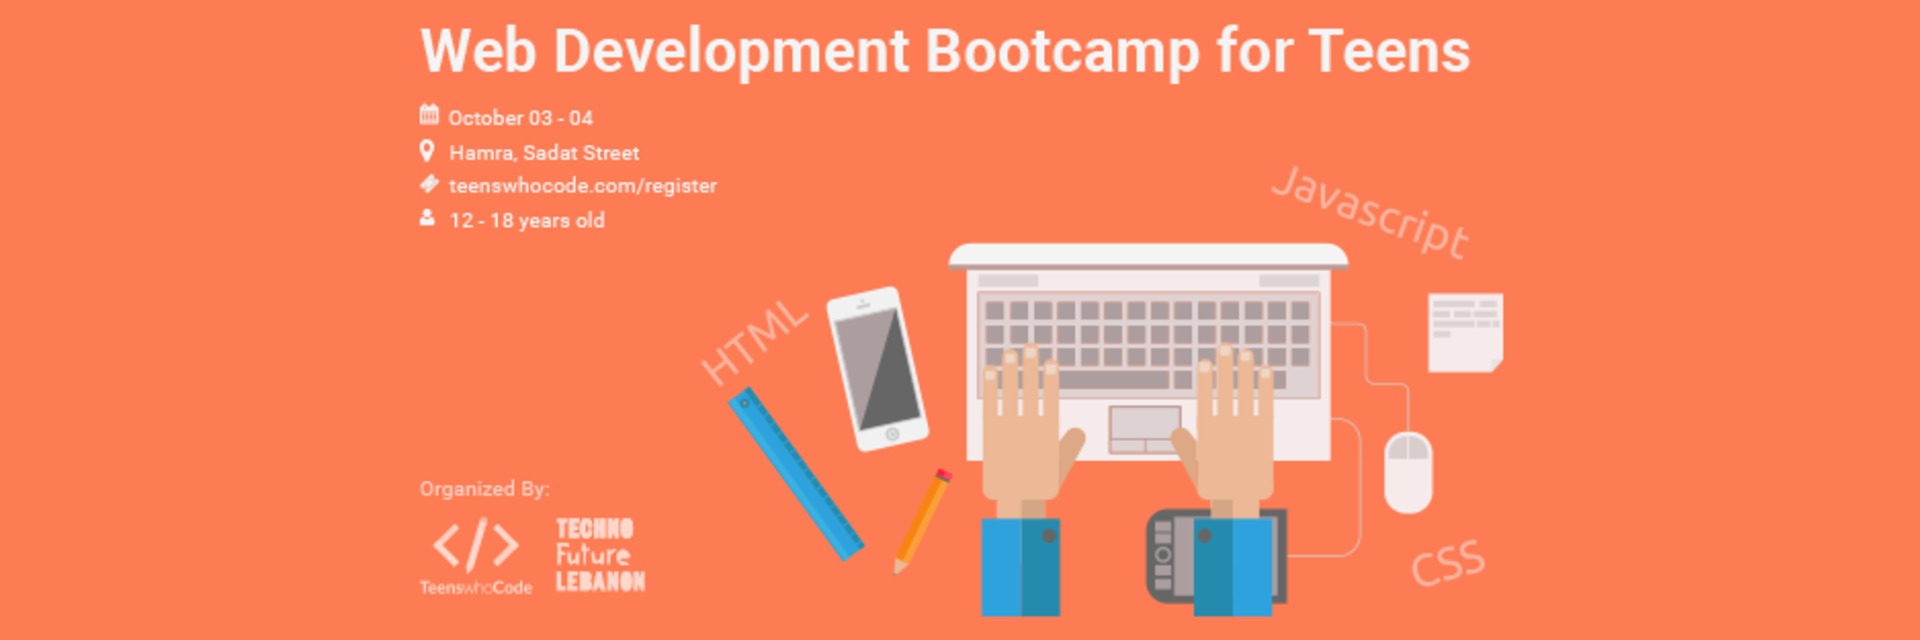 Web Development Bootcamp for Teens
October 03 - 04
Hamra, Sadat Street
teenswhocode.com/register
12 - 18 years old
Javascript
HTML
CSS
Organized By:
</>
TeenswhoCode
TECHNO
Future
LEBANON